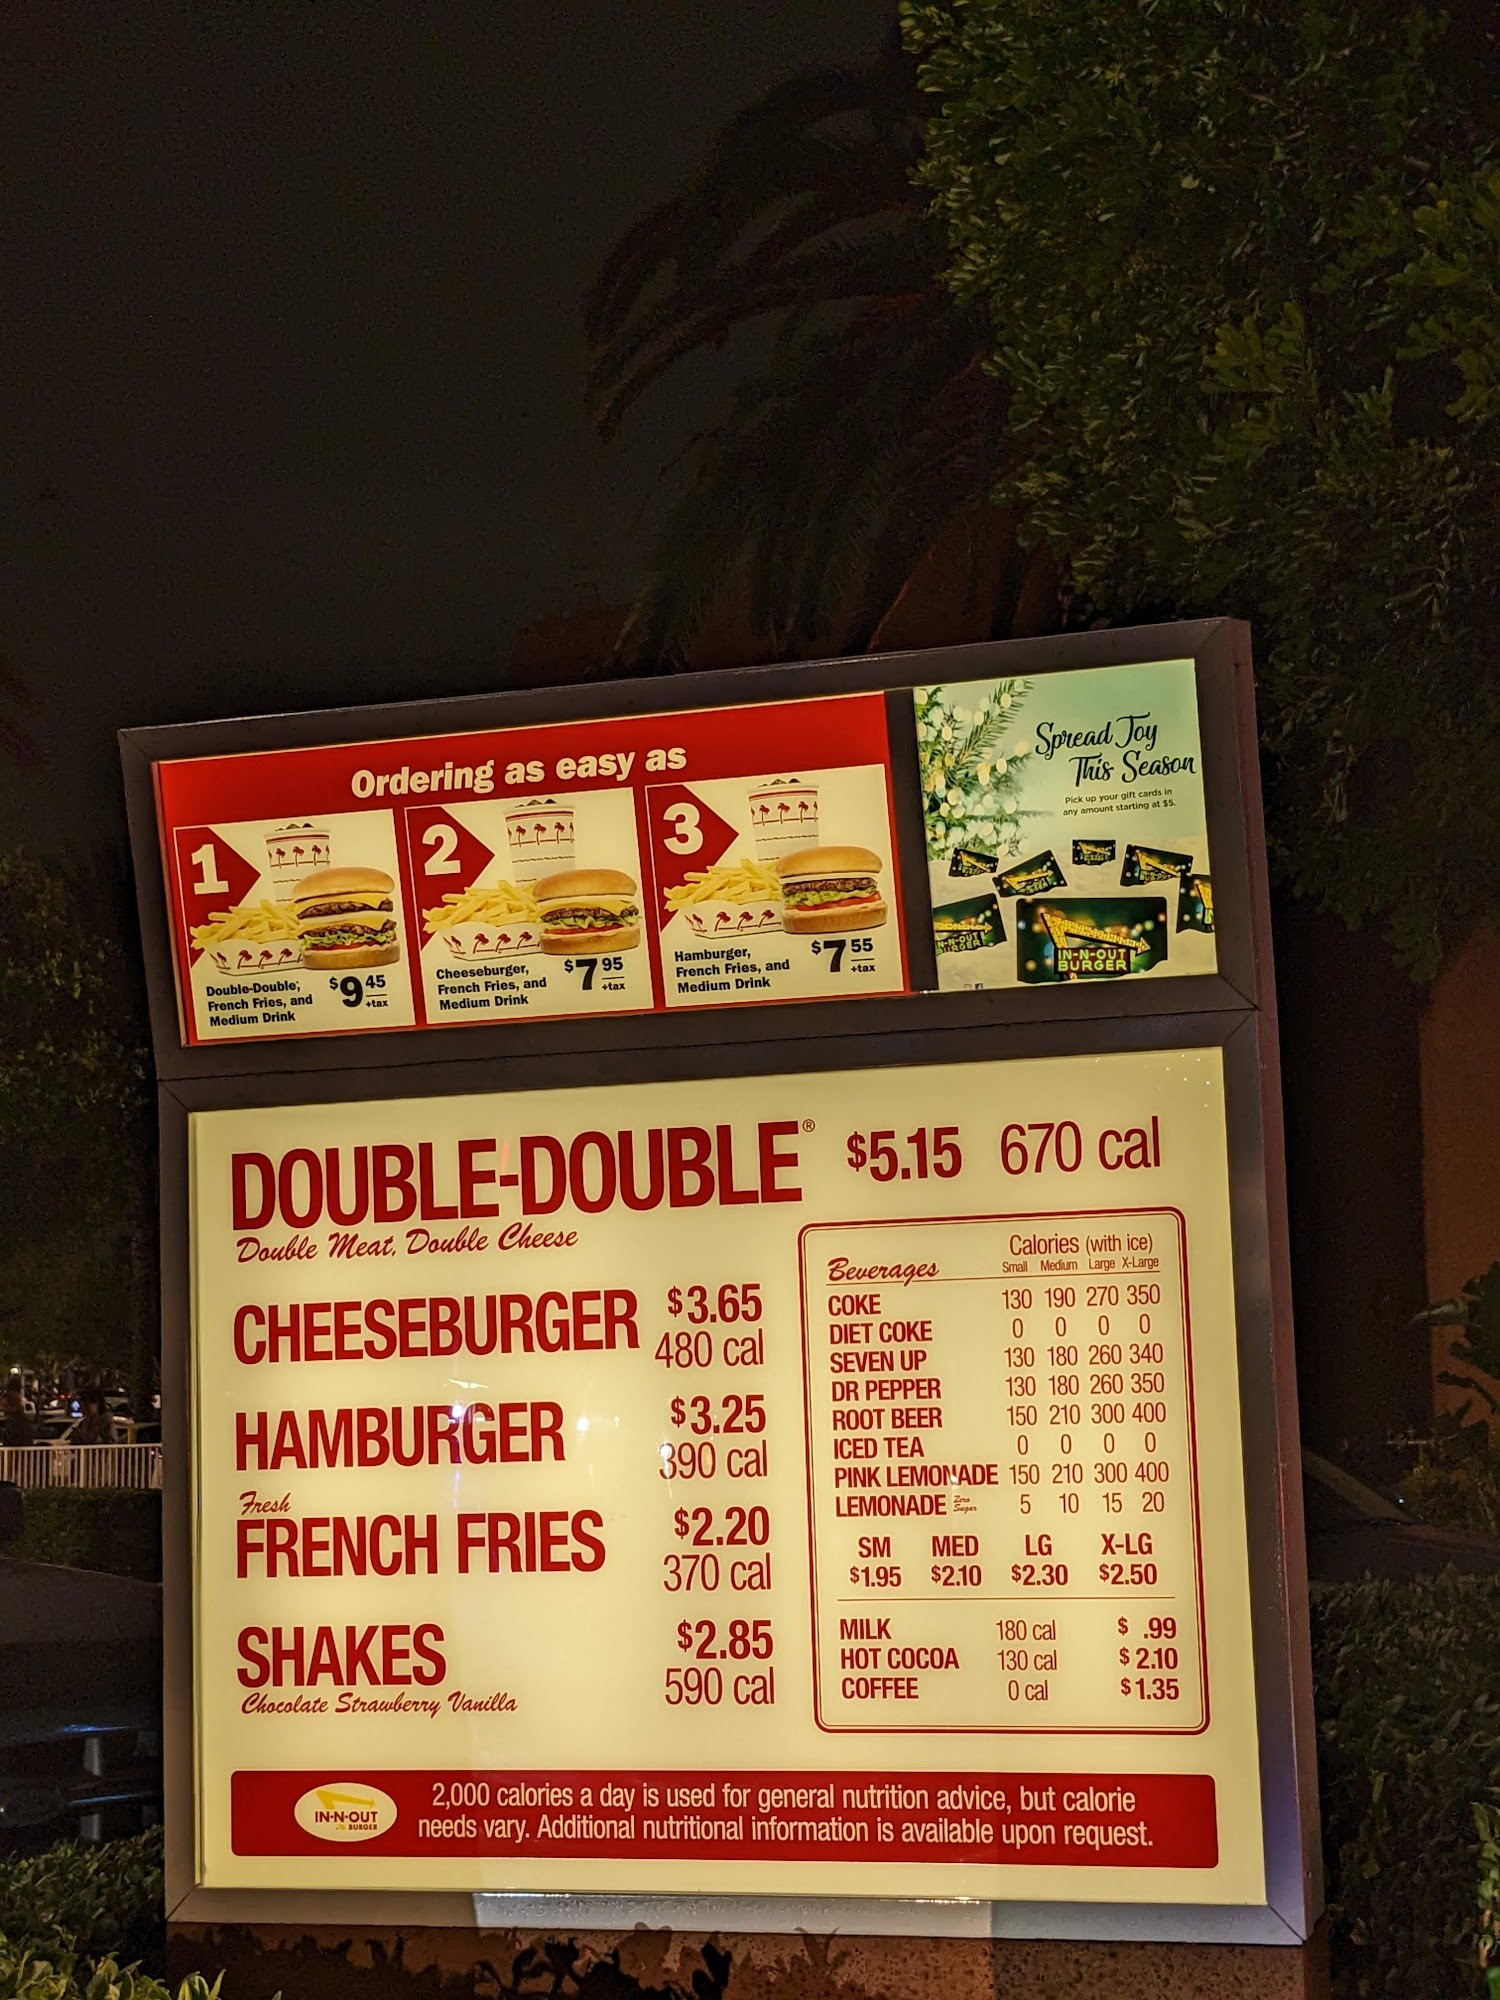 Ordering as easy as
1
Double-Double,
French Fries, and
Medium Drink
$9 45
+tax
2
Cheeseburger,
French Fries, and
Medium Drink
$7 95
+tax
3
Hamburger,
French Fries, and
Medium Drink
$7 55
+tax
Spread Joy
This Season
Pick up your gift cards in
any amount starting at $5.
IN-N-OUT
BURGER
IN-N-OUT
BURGER
DOUBLE-DOUBLE® $5.15 670 cal
Double Meat, Double Cheese
CHEESEBURGER $3.65
480 cal
HAMBURGER $3.25
390 cal
Fresh
FRENCH FRIES $2.20
370 cal
SHAKES $2.85
590 cal
Chocolate Strawberry Vanilla
Beverages Calories (with ice)
Small Medium Large X-Large
COKE 130 190 270 350
DIET COKE 0 0 0 0
SEVEN UP 130 180 260 340
DR PEPPER 130 180 260 350
ROOT BEER 150 210 300 400
ICED TEA 0 0 0 0
PINK LEMONADE 150 210 300 400
LEMONADE Zero Sugar 5 10 15 20
SM MED LG X-LG
$1.95 $2.10 $2.30 $2.50
MILK 180 cal $ .99
HOT COCOA 130 cal $2.10
COFFEE 0 cal $1.35
IN-N-OUT
BURGER
2,000 calories a day is used for general nutrition advice, but calorie
needs vary. Additional nutritional information is available upon request.